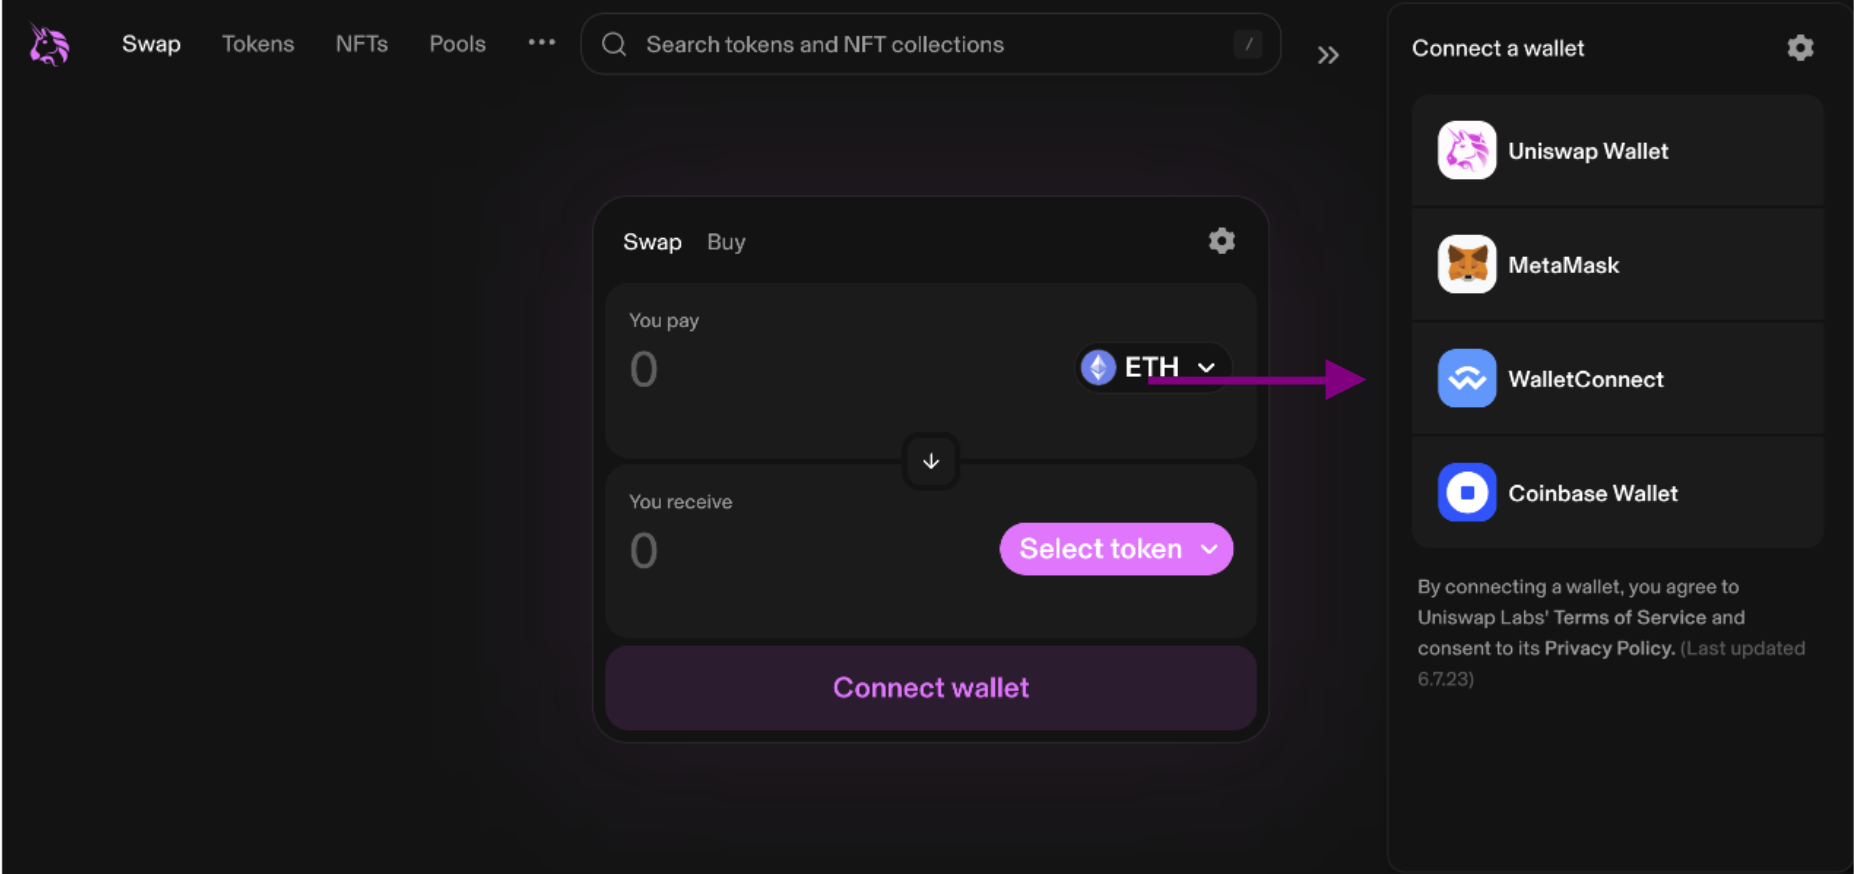 Swap Tokens NFTs Pools ... Search tokens and NFT collections /
Connect a wallet
Uniswap Wallet
MetaMask
WalletConnect
Coinbase Wallet
By connecting a wallet, you agree to
Uniswap Labs' Terms of Service and
consent to its Privacy Policy. (Last updated
6.7.23)
Swap Buy
You pay
0
ETH
You receive
0
Select token
Connect wallet